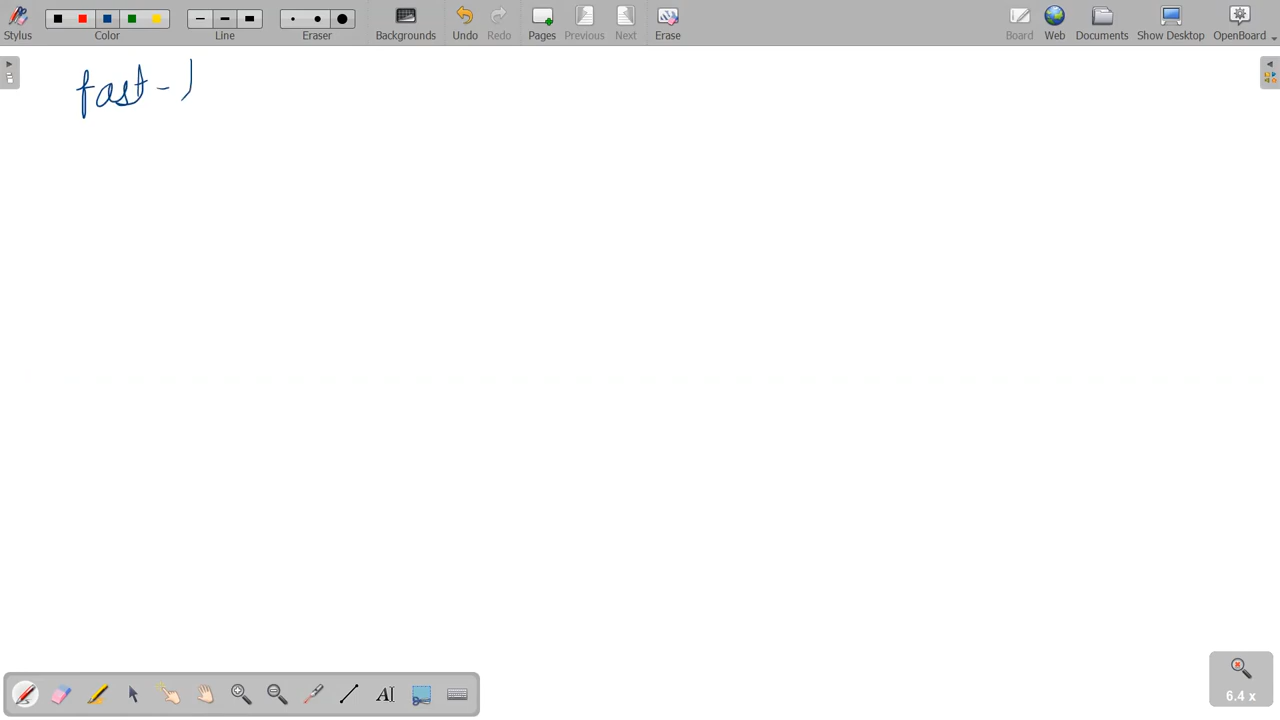 Stylus
Color
Line
Eraser
Backgrounds
Undo
Redo
Pages
Previous
Next
Erase
Board
Web
Documents
Show Desktop
OpenBoard
fast-)
AI
6.4 x